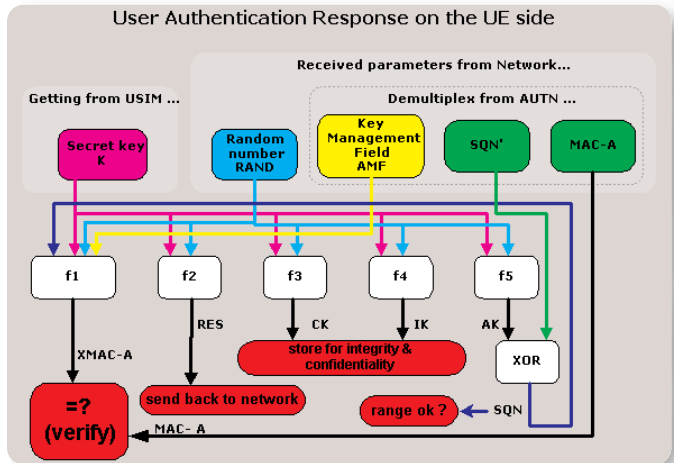 User Authentication Response on the UE side
Received parameters from Network...
Getting from USIM ...
Demultiplex from AUTN ...
Secret key
K
Random
number
RAND
Key
Management
Field
AMF
SQN'
MAC-A
f1
f2
f3
f4
f5
XMAC-A
RES
CK
IK
AK
store for integrity &
confidentiality
XOR
=?
(verify)
send back to network
range ok ?
SQN
MAC- A